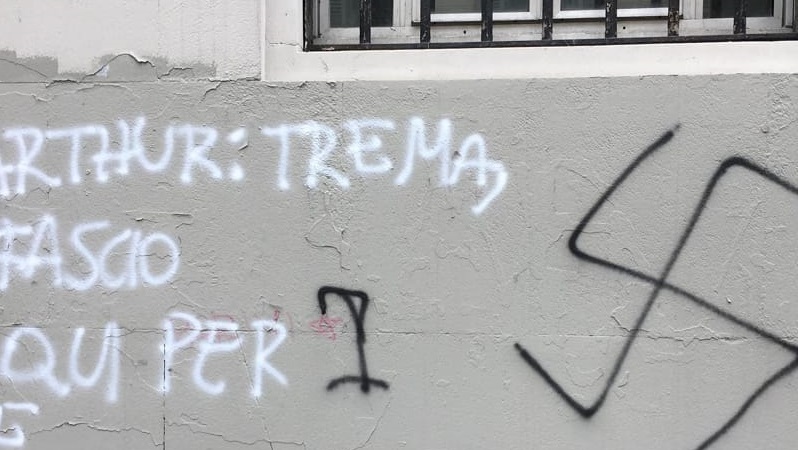 ARTHUR: TREMA,
FASCIO
QUI PER